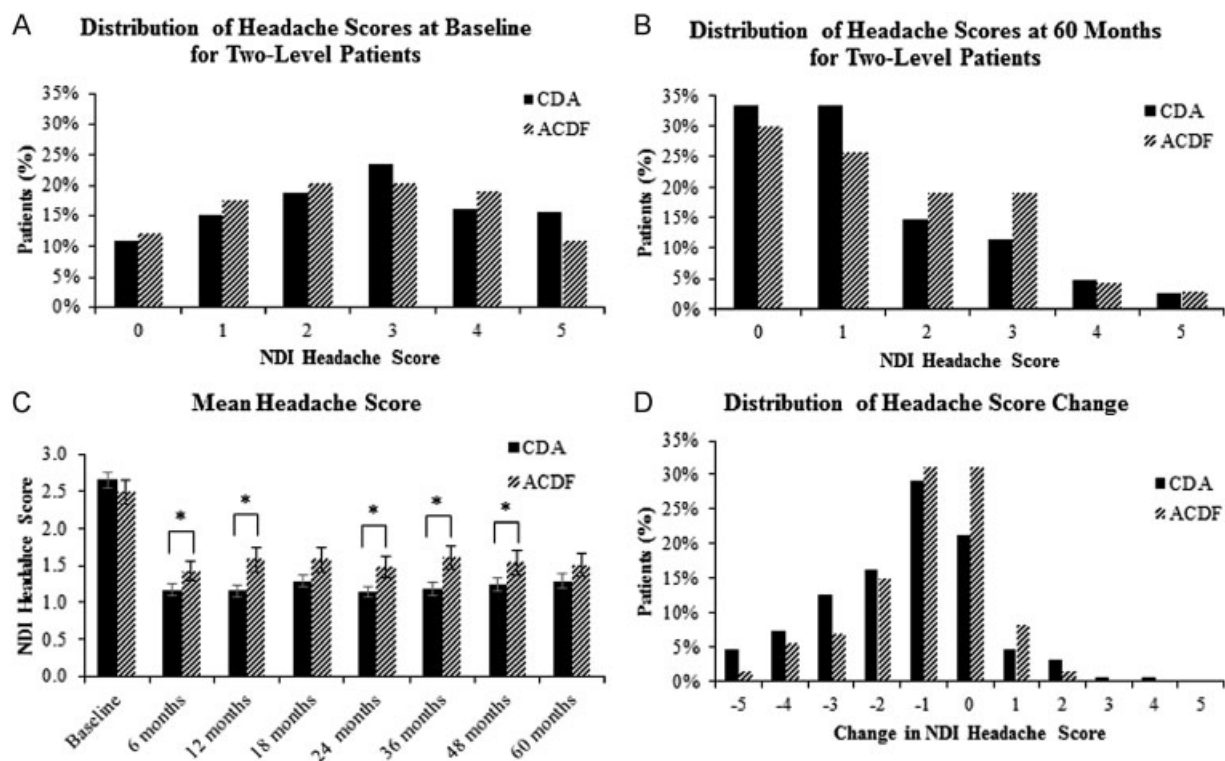 A
Distribution of Headache Scores at Baseline
for Two-Level Patients
35%
30%
25%
20%
15%
10%
5%
0%
Patients (%)
CDA
ACDF
0 1 2 3 4 5
NDI Headache Score
B
Distribution of Headache Scores at 60 Months
for Two-Level Patients
35%
30%
25%
20%
15%
10%
5%
0%
Patients (%)
CDA
ACDF
0 1 2 3 4 5
NDI Headache Score
C
Mean Headache Score
3.0
2.5
2.0
1.5
1.0
0.5
0.0
NDI Headahce Score
CDA
ACDF
* * * * *
Baseline 6 months 12 months 18 months 24 months 36 months 48 months 60 months
D
Distribution of Headache Score Change
35%
30%
25%
20%
15%
10%
5%
0%
Patients (%)
CDA
ACDF
-5 -4 -3 -2 -1 0 1 2 3 4 5
Change in NDI Headache Score